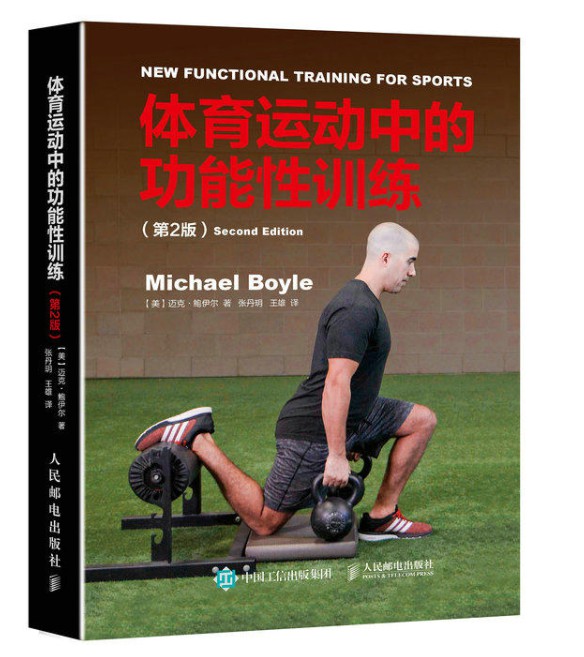 体育运动中的功能性训练
（第2版）
【美】迈克·鲍伊尔 著
张丹玥 王雄 译
人民邮电出版社
NEW FUNCTIONAL TRAINING FOR SPORTS
体育运动中的
功能性训练
（第2版）Second Edition
Michael Boyle
【美】迈克·鲍伊尔 著 张丹玥 王雄 译
中国工信出版集团
人民邮电出版社
POSTS & TELECOM PRESS